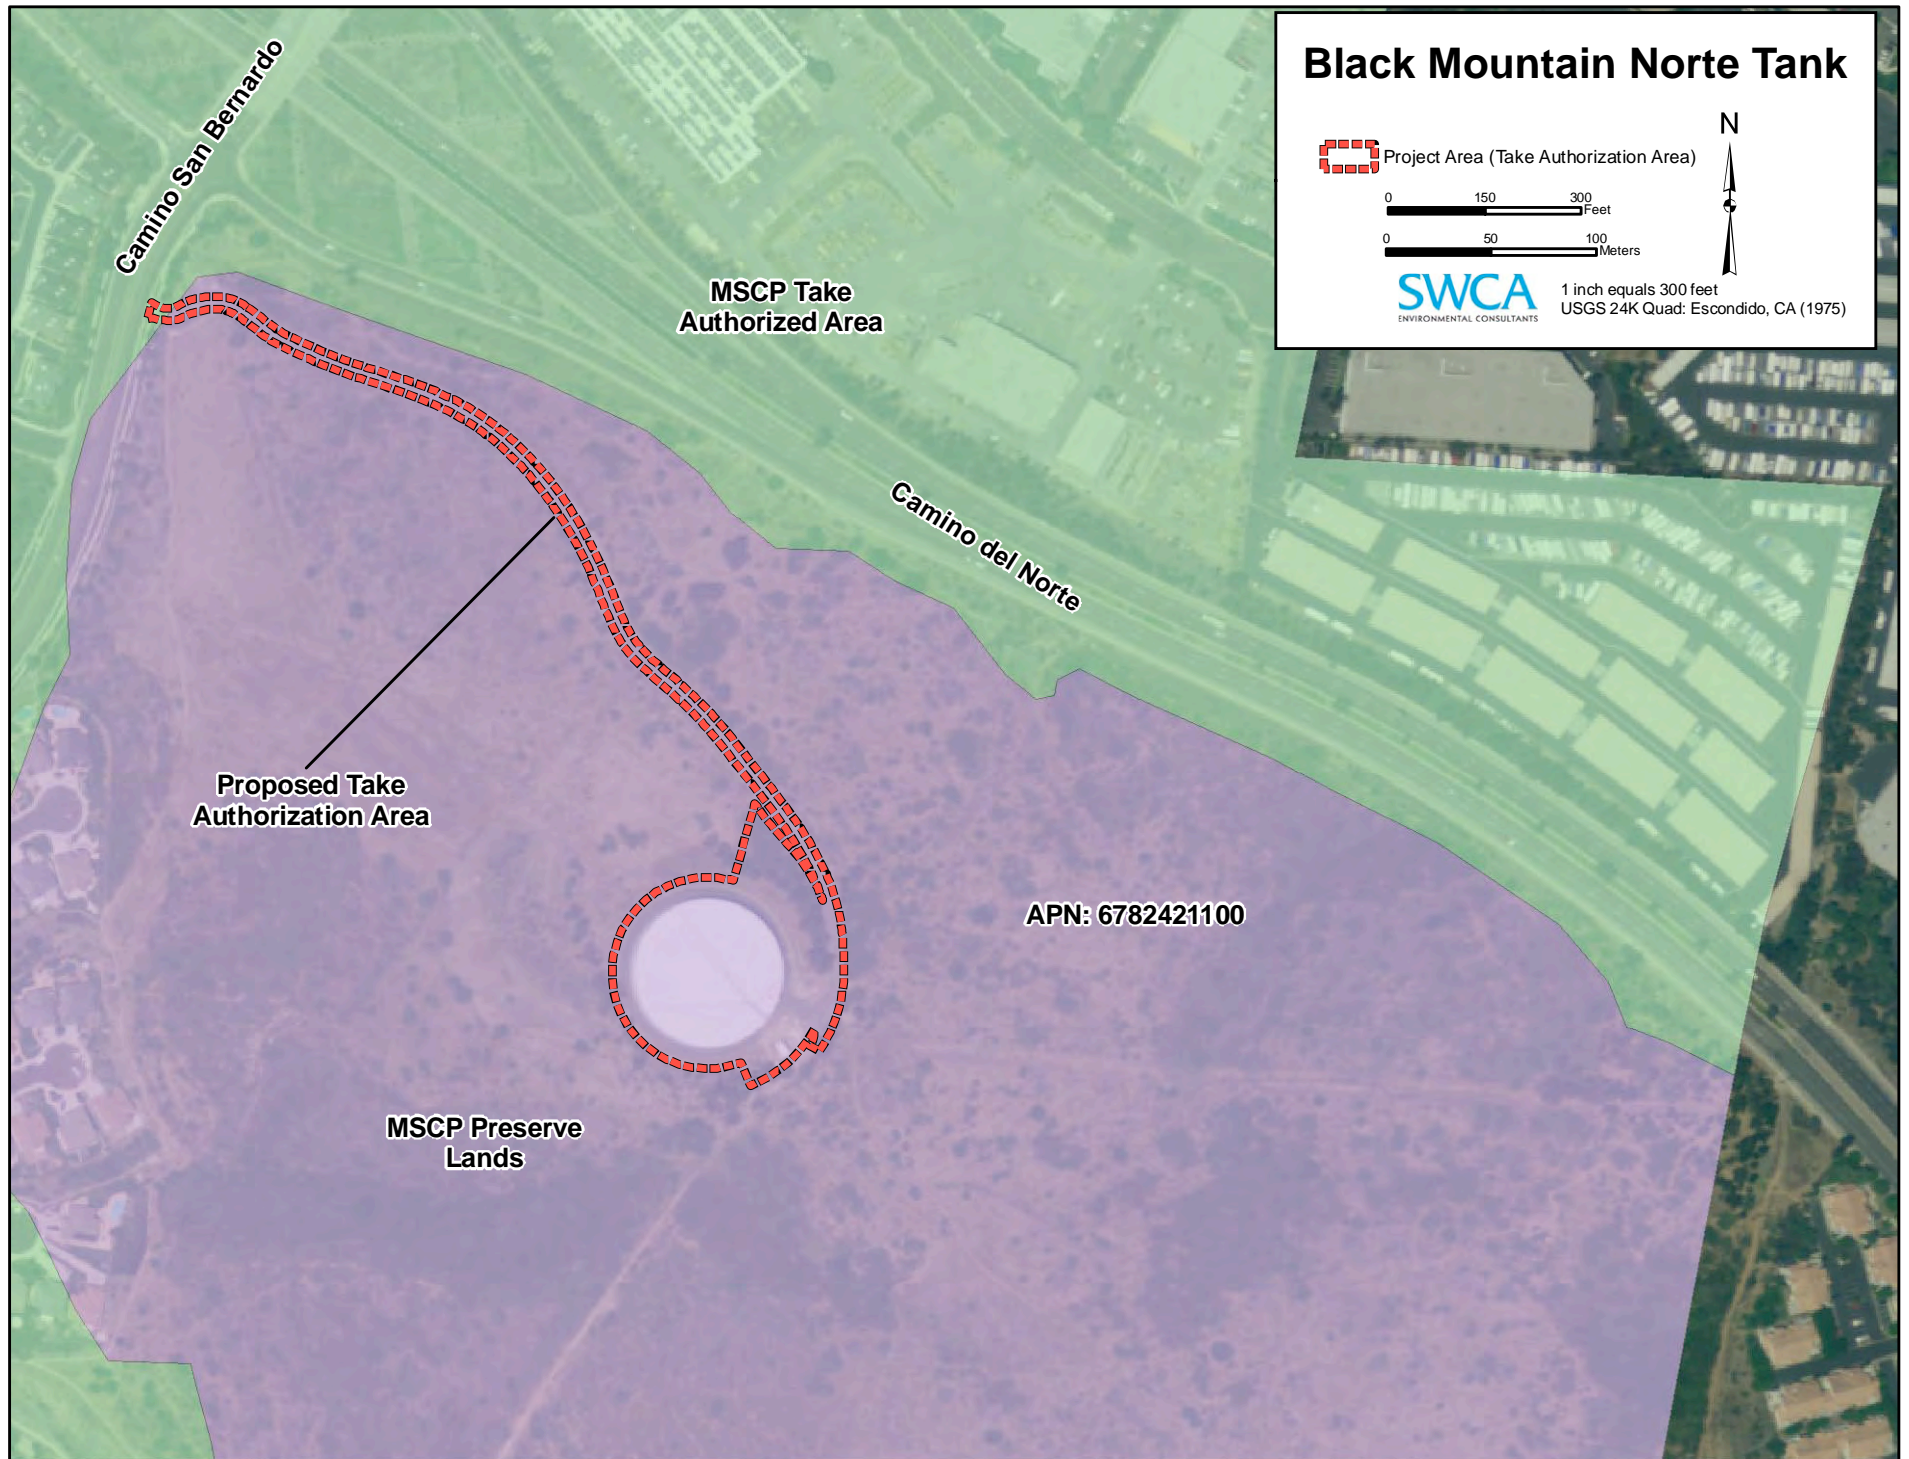 Black Mountain Norte Tank
N
Project Area (Take Authorization Area)
0 150 300
Feet
0 50 100
Meters
SWCA
ENVIRONMENTAL CONSULTANTS
1 inch equals 300 feet
USGS 24K Quad: Escondido, CA (1975)
Camino San Bernardo
MSCP Take
Authorized Area
Camino del Norte
Proposed Take
Authorization Area
APN: 6782421100
MSCP Preserve
Lands